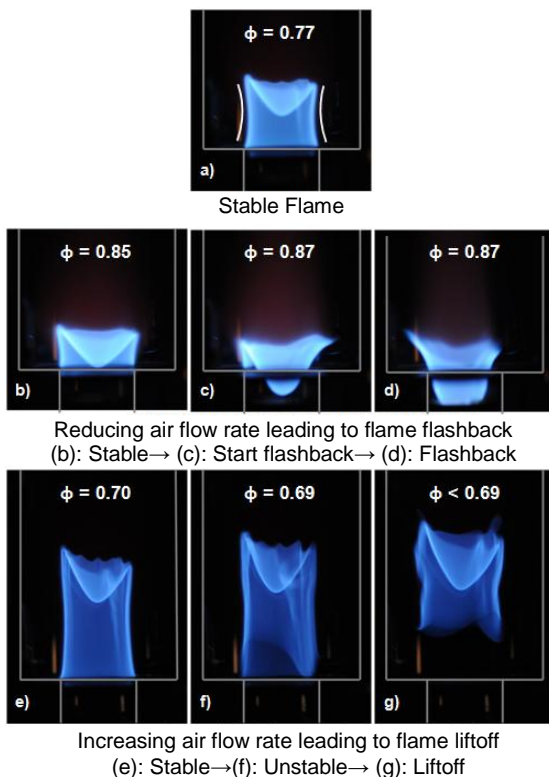 ϕ = 0.77
a)
Stable Flame
ϕ = 0.85
ϕ = 0.87
ϕ = 0.87
b)
c)
d)
Reducing air flow rate leading to flame flashback
(b): Stable→ (c): Start flashback→ (d): Flashback
ϕ = 0.70
ϕ = 0.69
ϕ < 0.69
e)
f)
g)
Increasing air flow rate leading to flame liftoff
(e): Stable→(f): Unstable→ (g): Liftoff